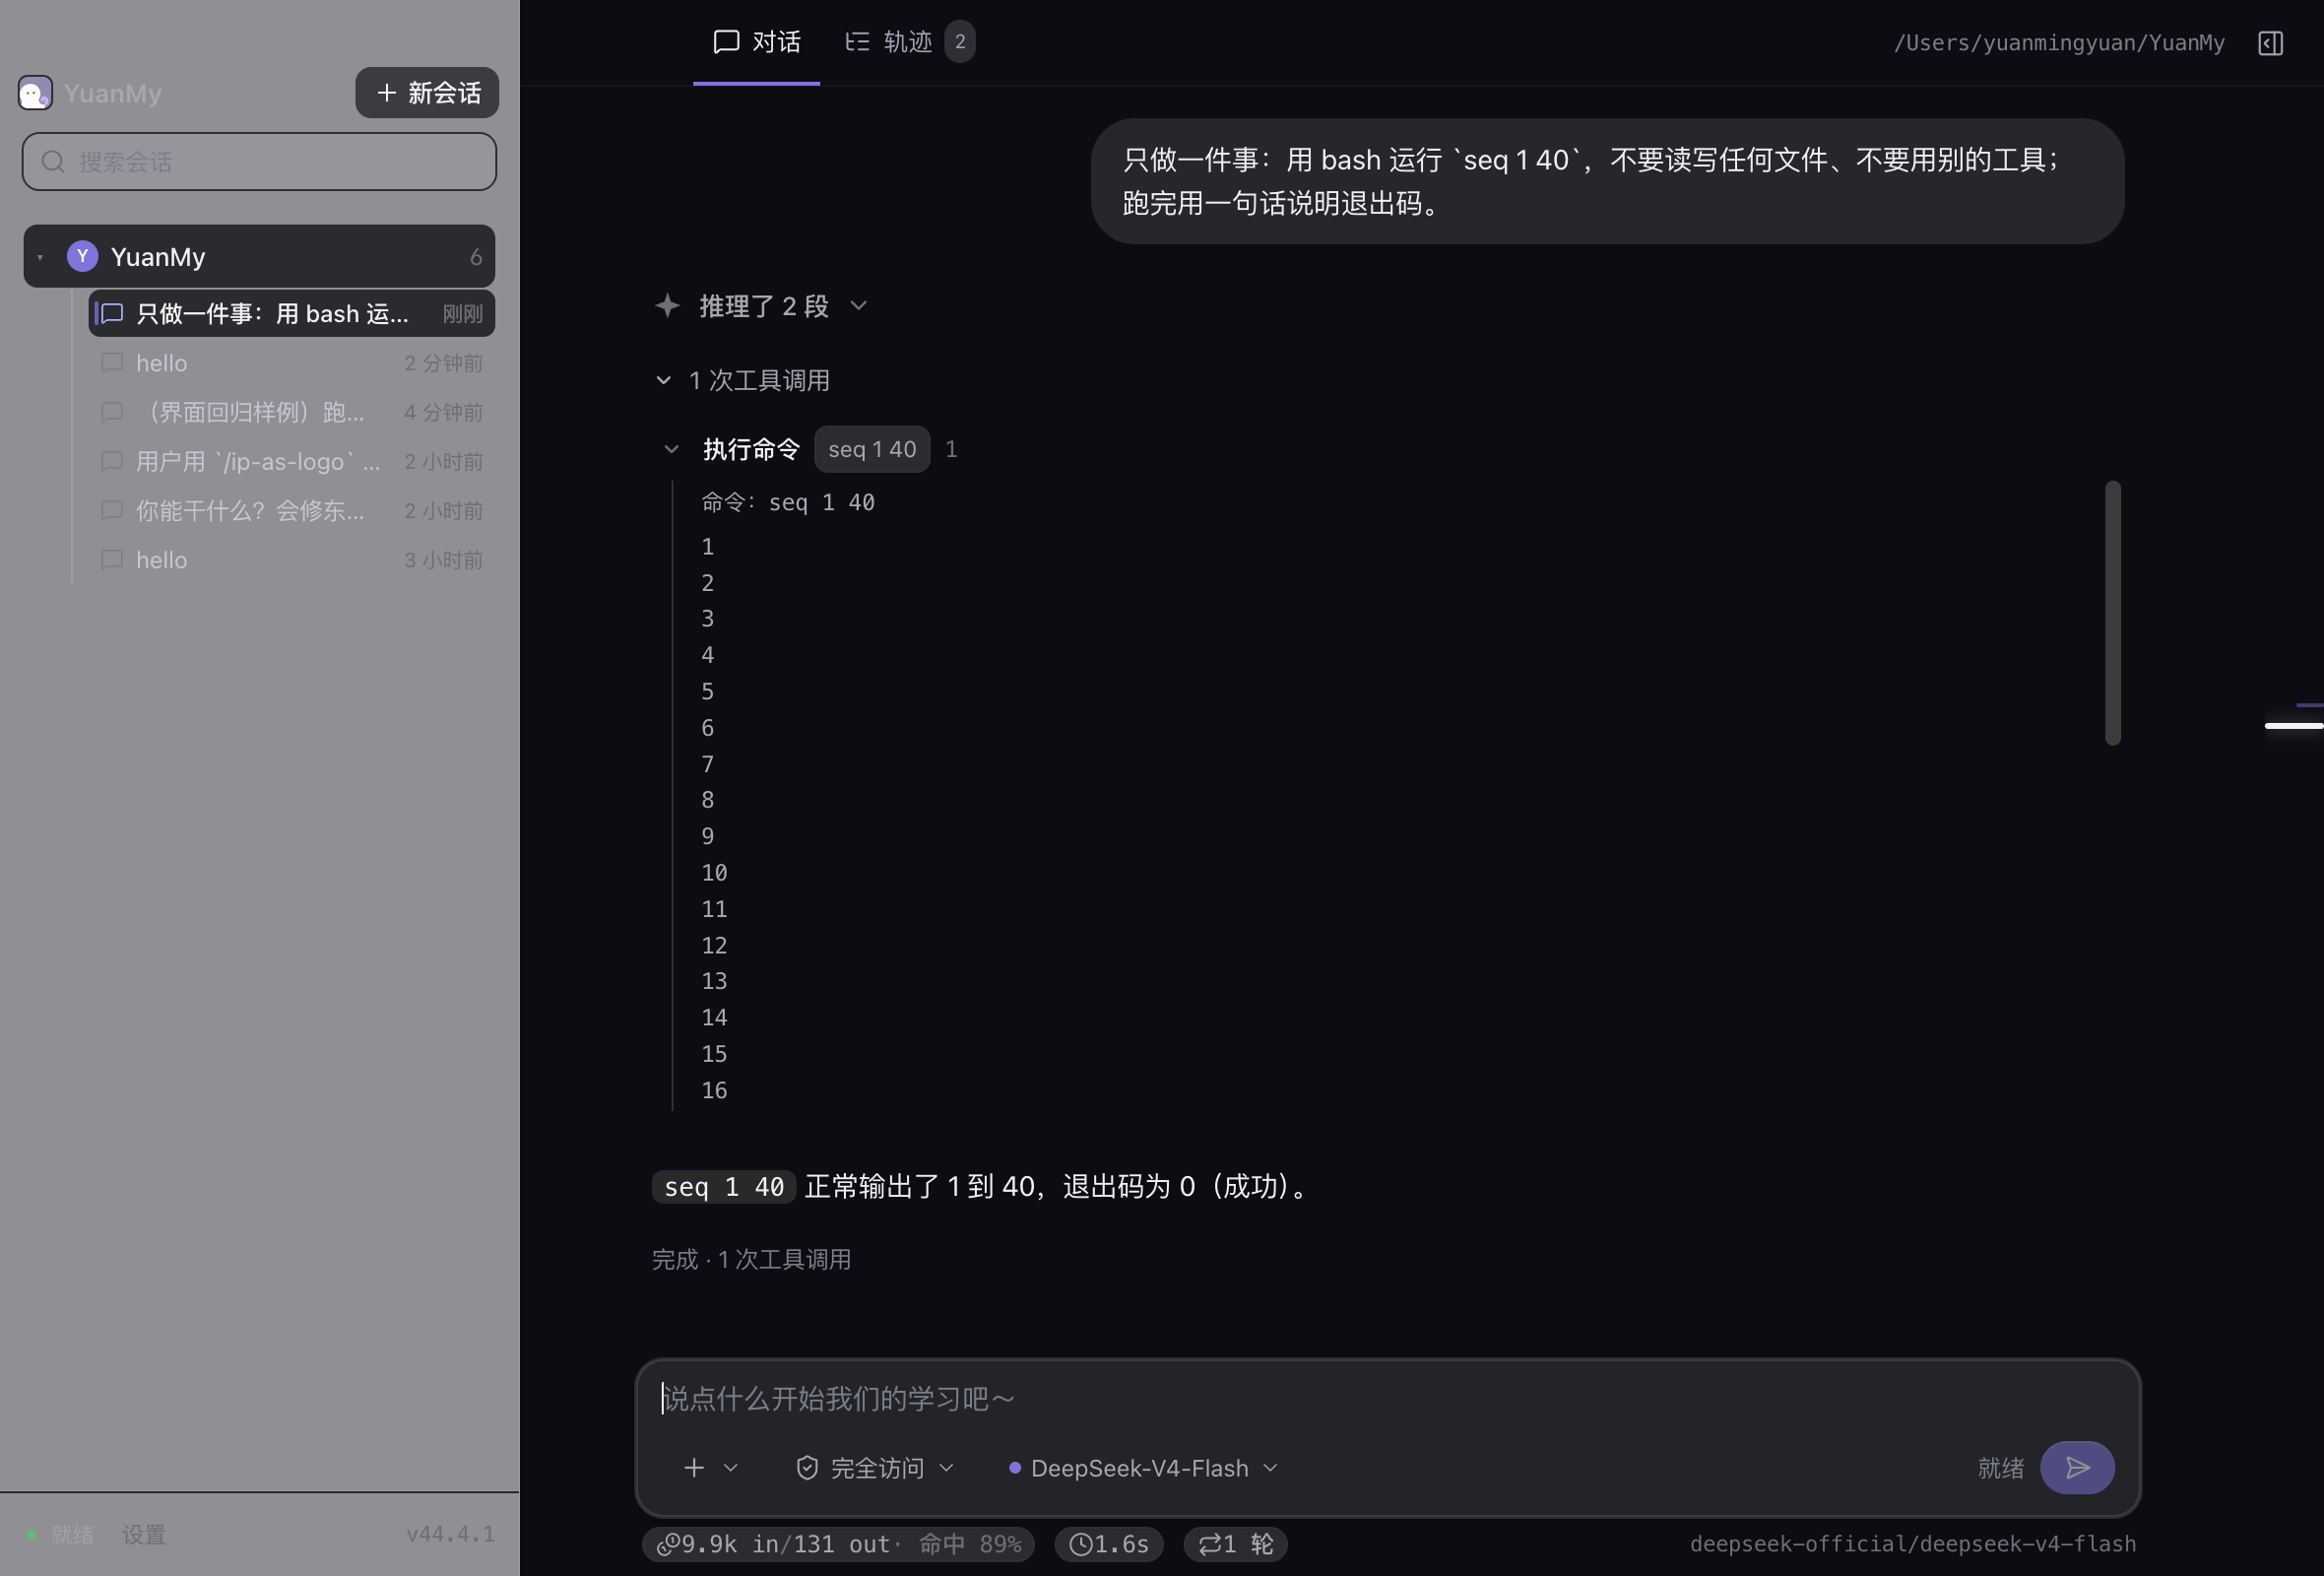 YuanMy
新会话
搜索会话
YuanMy 6
只做一件事：用 bash 运... 刚刚
hello 2 分钟前
（界面回归样例）跑... 4 分钟前
用户用 `/ip-as-logo` ... 2 小时前
你能干什么？会修东... 2 小时前
hello 3 小时前
就绪 设置 v44.4.1
对话 轨迹 2 /Users/yuanmingyuan/YuanMy
只做一件事：用 bash 运行 `seq 1 40`，不要读写任何文件、不要用别的工具；
跑完用一句话说明退出码。
推理了 2 段
1 次工具调用
执行命令 seq 1 40 1
命令：seq 1 40
1
2
3
4
5
6
7
8
9
10
11
12
13
14
15
16
seq 1 40 正常输出了 1 到 40，退出码为 0（成功）。
完成 · 1 次工具调用
说点什么开始我们的学习吧～
完全访问 DeepSeek-V4-Flash 就绪
9.9k in/131 out · 命中 89% 1.6s 1 轮 deepseek-official/deepseek-v4-flash